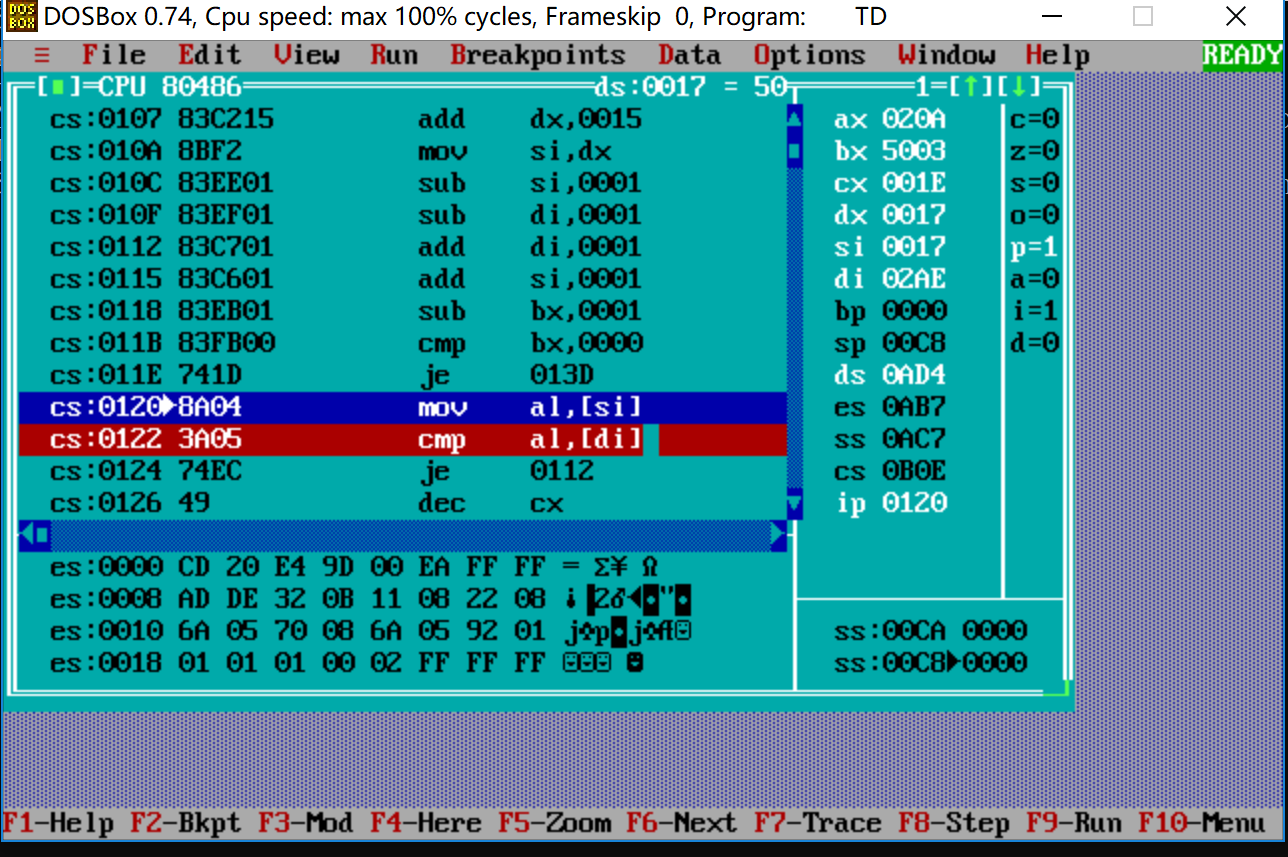 DOSBox 0.74, Cpu speed: max 100% cycles, Frameskip 0, Program: TD
≡ File Edit View Run Breakpoints Data Options Window Help READY
[■]=CPU 80486 ds:0017 = 50 1=[↑][↓]
cs:0107 83C215 add dx,0015 ax 020A c=0
cs:010A 8BF2 mov si,dx bx 5003 z=0
cs:010C 83EE01 sub si,0001 cx 001E s=0
cs:010F 83EF01 sub di,0001 dx 0017 o=0
cs:0112 83C701 add di,0001 si 0017 p=1
cs:0115 83C601 add si,0001 di 02AE a=0
cs:0118 83EB01 sub bx,0001 bp 0000 i=1
cs:011B 83FB00 cmp bx,0000 sp 00C8 d=0
cs:011E 741D je 013D ds 0AD4
cs:0120►8A04 mov al,[si] es 0AB7
cs:0122 3A05 cmp al,[di] ss 0AC7
cs:0124 74EC je 0112 cs 0B0E
cs:0126 49 dec cx ip 0120
es:0000 CD 20 E4 9D 00 EA FF FF = Σ¥ Ω
es:0008 AD DE 32 0B 11 08 22 08 ¡ ▐2♂◄◘"◘
es:0010 6A 05 70 08 6A 05 92 01 j♣p◘j♣Æ☺ ss:00CA 0000
es:0018 01 01 01 00 02 FF FF FF ☺☺☺ ☻ ss:00C8►0000
F1-Help F2-Bkpt F3-Mod F4-Here F5-Zoom F6-Next F7-Trace F8-Step F9-Run F10-Menu